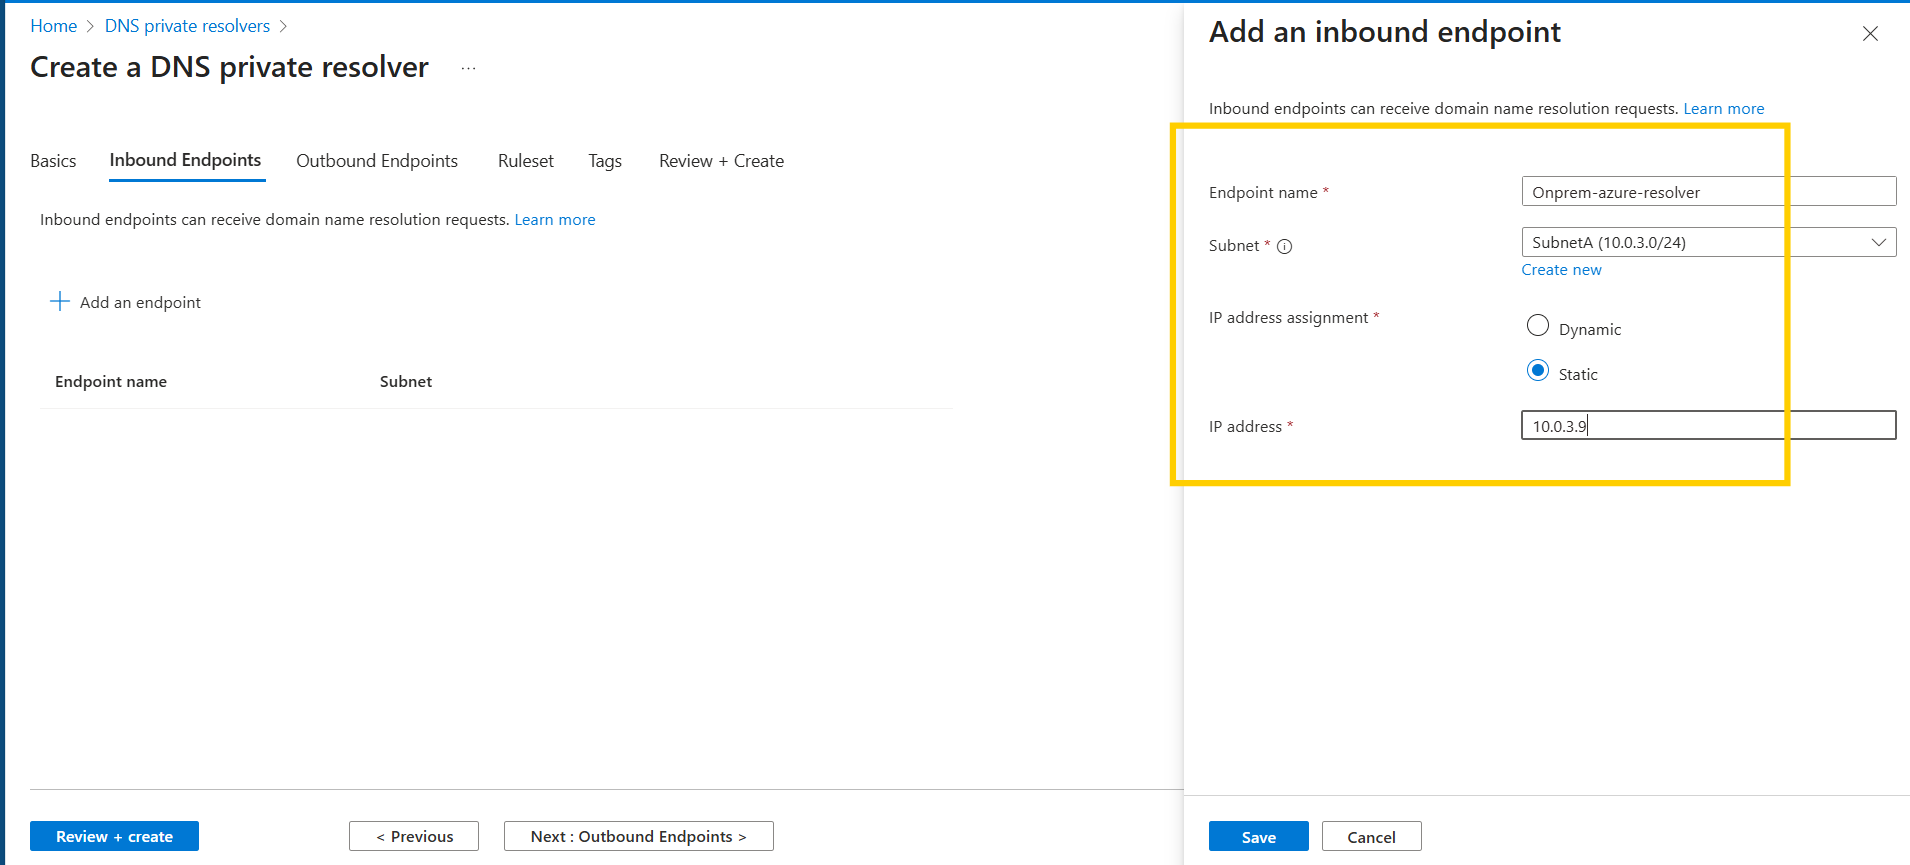 Home > DNS private resolvers >
Create a DNS private resolver ...
Basics Inbound Endpoints Outbound Endpoints Ruleset Tags Review + Create
Inbound endpoints can receive domain name resolution requests. Learn more
+ Add an endpoint
Endpoint name Subnet
Review + create < Previous Next : Outbound Endpoints >
Add an inbound endpoint
Inbound endpoints can receive domain name resolution requests. Learn more
Endpoint name * Onprem-azure-resolver
Subnet * SubnetA (10.0.3.0/24)
Create new
IP address assignment * Dynamic
Static
IP address * 10.0.3.9
Save Cancel